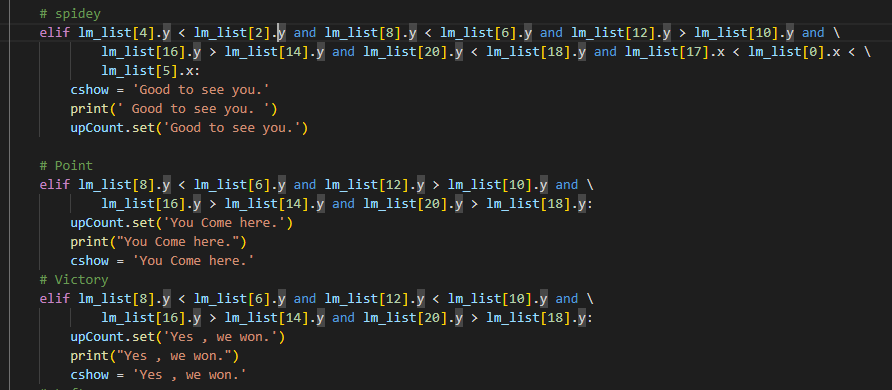 # spidey
elif lm_list[4].y < lm_list[2].y and lm_list[8].y < lm_list[6].y and lm_list[12].y > lm_list[10].y and \
lm_list[16].y > lm_list[14].y and lm_list[20].y < lm_list[18].y and lm_list[17].x < lm_list[0].x < \
lm_list[5].x:
cshow = 'Good to see you.'
print(' Good to see you. ')
upCount.set('Good to see you.')
# Point
elif lm_list[8].y < lm_list[6].y and lm_list[12].y > lm_list[10].y and \
lm_list[16].y > lm_list[14].y and lm_list[20].y > lm_list[18].y:
upCount.set('You Come here.')
print("You Come here.")
cshow = 'You Come here.'
# Victory
elif lm_list[8].y < lm_list[6].y and lm_list[12].y < lm_list[10].y and \
lm_list[16].y > lm_list[14].y and lm_list[20].y > lm_list[18].y:
upCount.set('Yes , we won.')
print("Yes , we won.")
cshow = 'Yes , we won.'